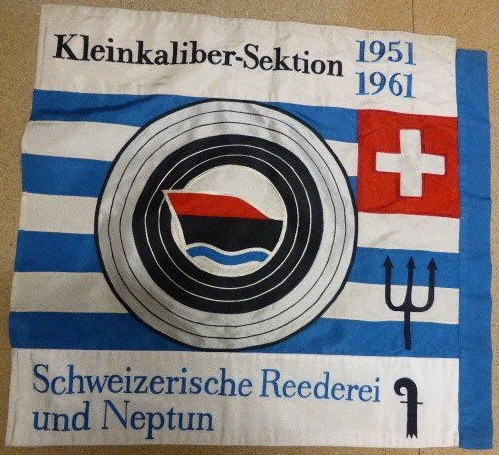 Kleinkaliber-Sektion 1951
1961
Schweizerische Reederei
und Neptun